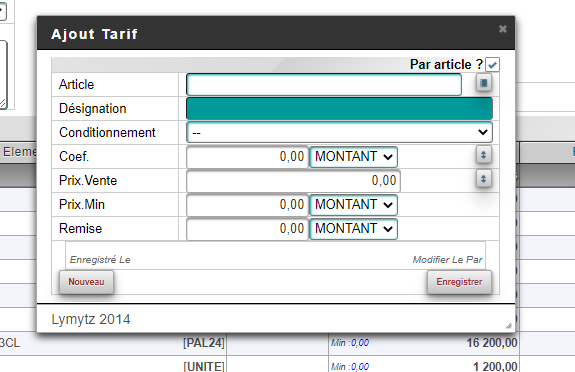 Ajout Tarif
Par article ?
Article
Désignation
Conditionnement --
Coef. 0,00 MONTANT
Prix.Vente 0,00
Prix.Min 0,00 MONTANT
Remise 0,00 MONTANT
Enregistré Le Modifier Le Par
Nouveau Enregistrer
Lymytz 2014
Eleme
3CL [PAL24] Min :0,00 16 200,00
[UNITE] Min :0,00 1 200,00